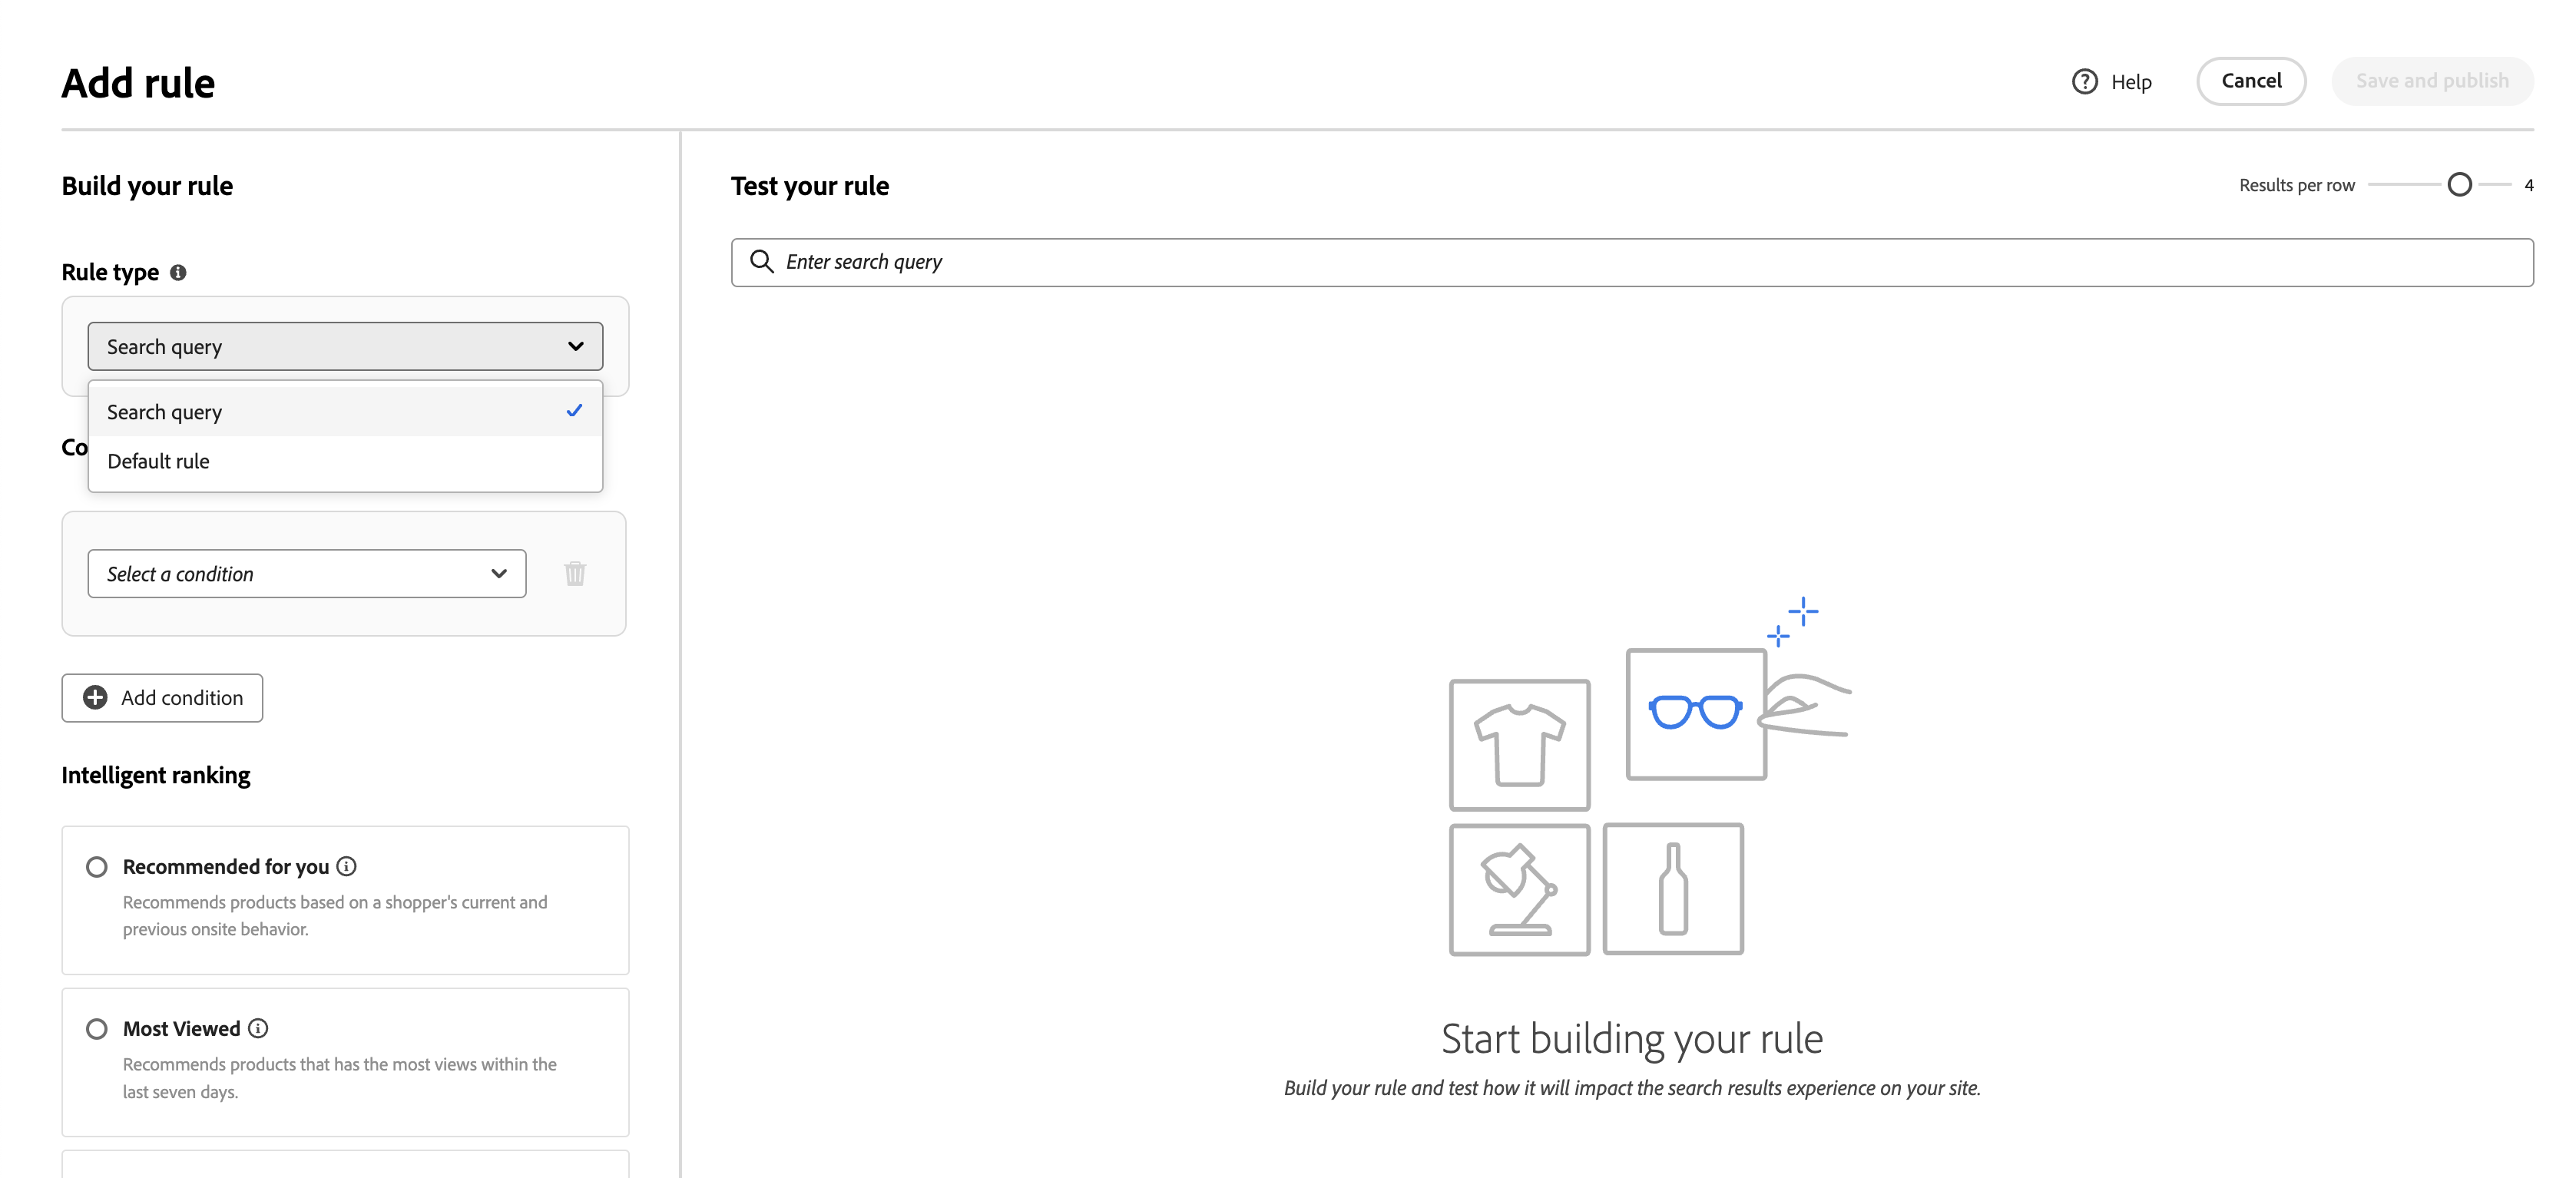 Add rule
Help
Cancel
Save and publish
Build your rule
Rule type
Search query
Search query
Default rule
Co
Select a condition
Add condition
Intelligent ranking
Recommended for you
Recommends products based on a shopper's current and
previous onsite behavior.
Most Viewed
Recommends products that has the most views within the
last seven days.
Test your rule
Results per row
4
Enter search query
Start building your rule
Build your rule and test how it will impact the search results experience on your site.